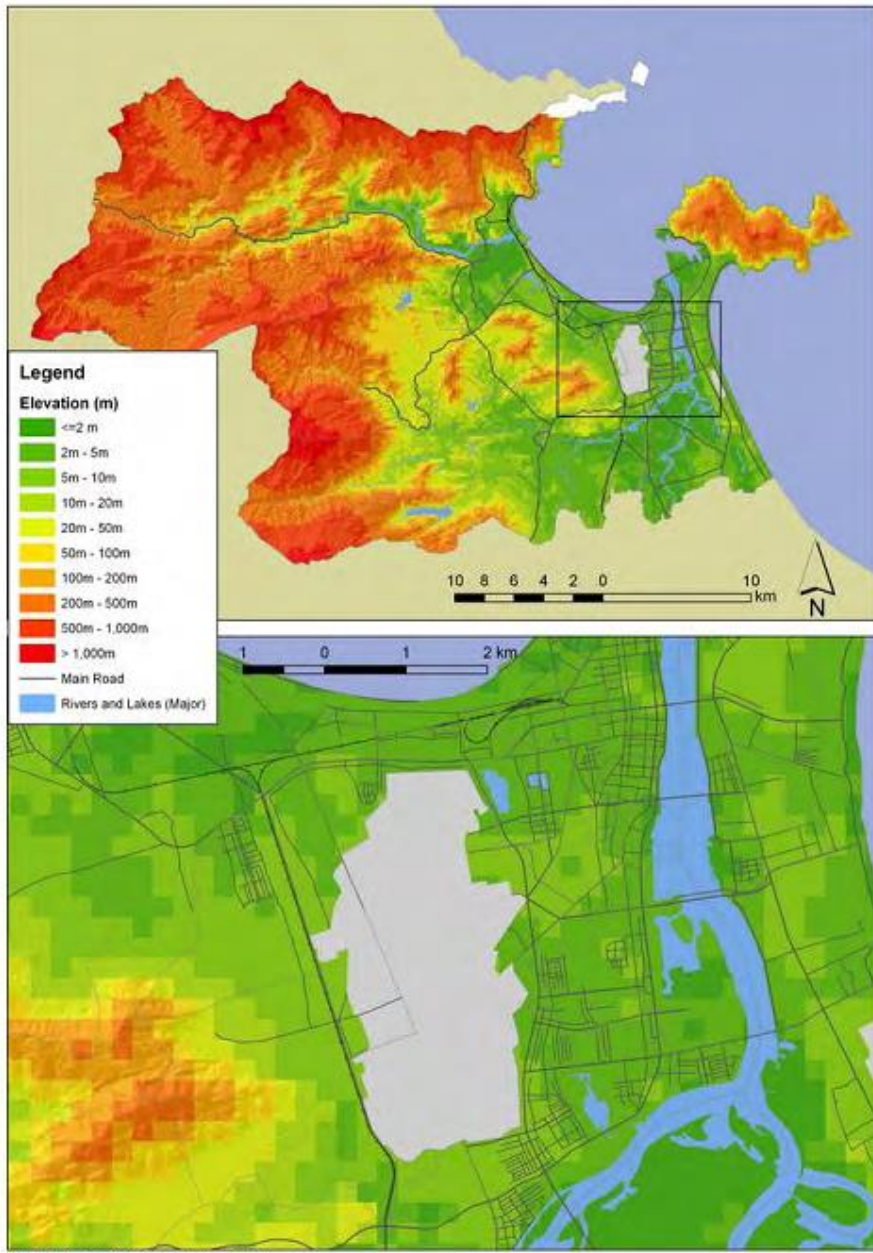 Legend
Elevation (m)
<=2 m
2m - 5m
5m - 10m
10m - 20m
20m - 50m
50m - 100m
100m - 200m
200m - 500m
500m - 1,000m
> 1,000m
Main Road
Rivers and Lakes (Major)
10 8 6 4 2 0 10
km
N
1 0 1 2 km